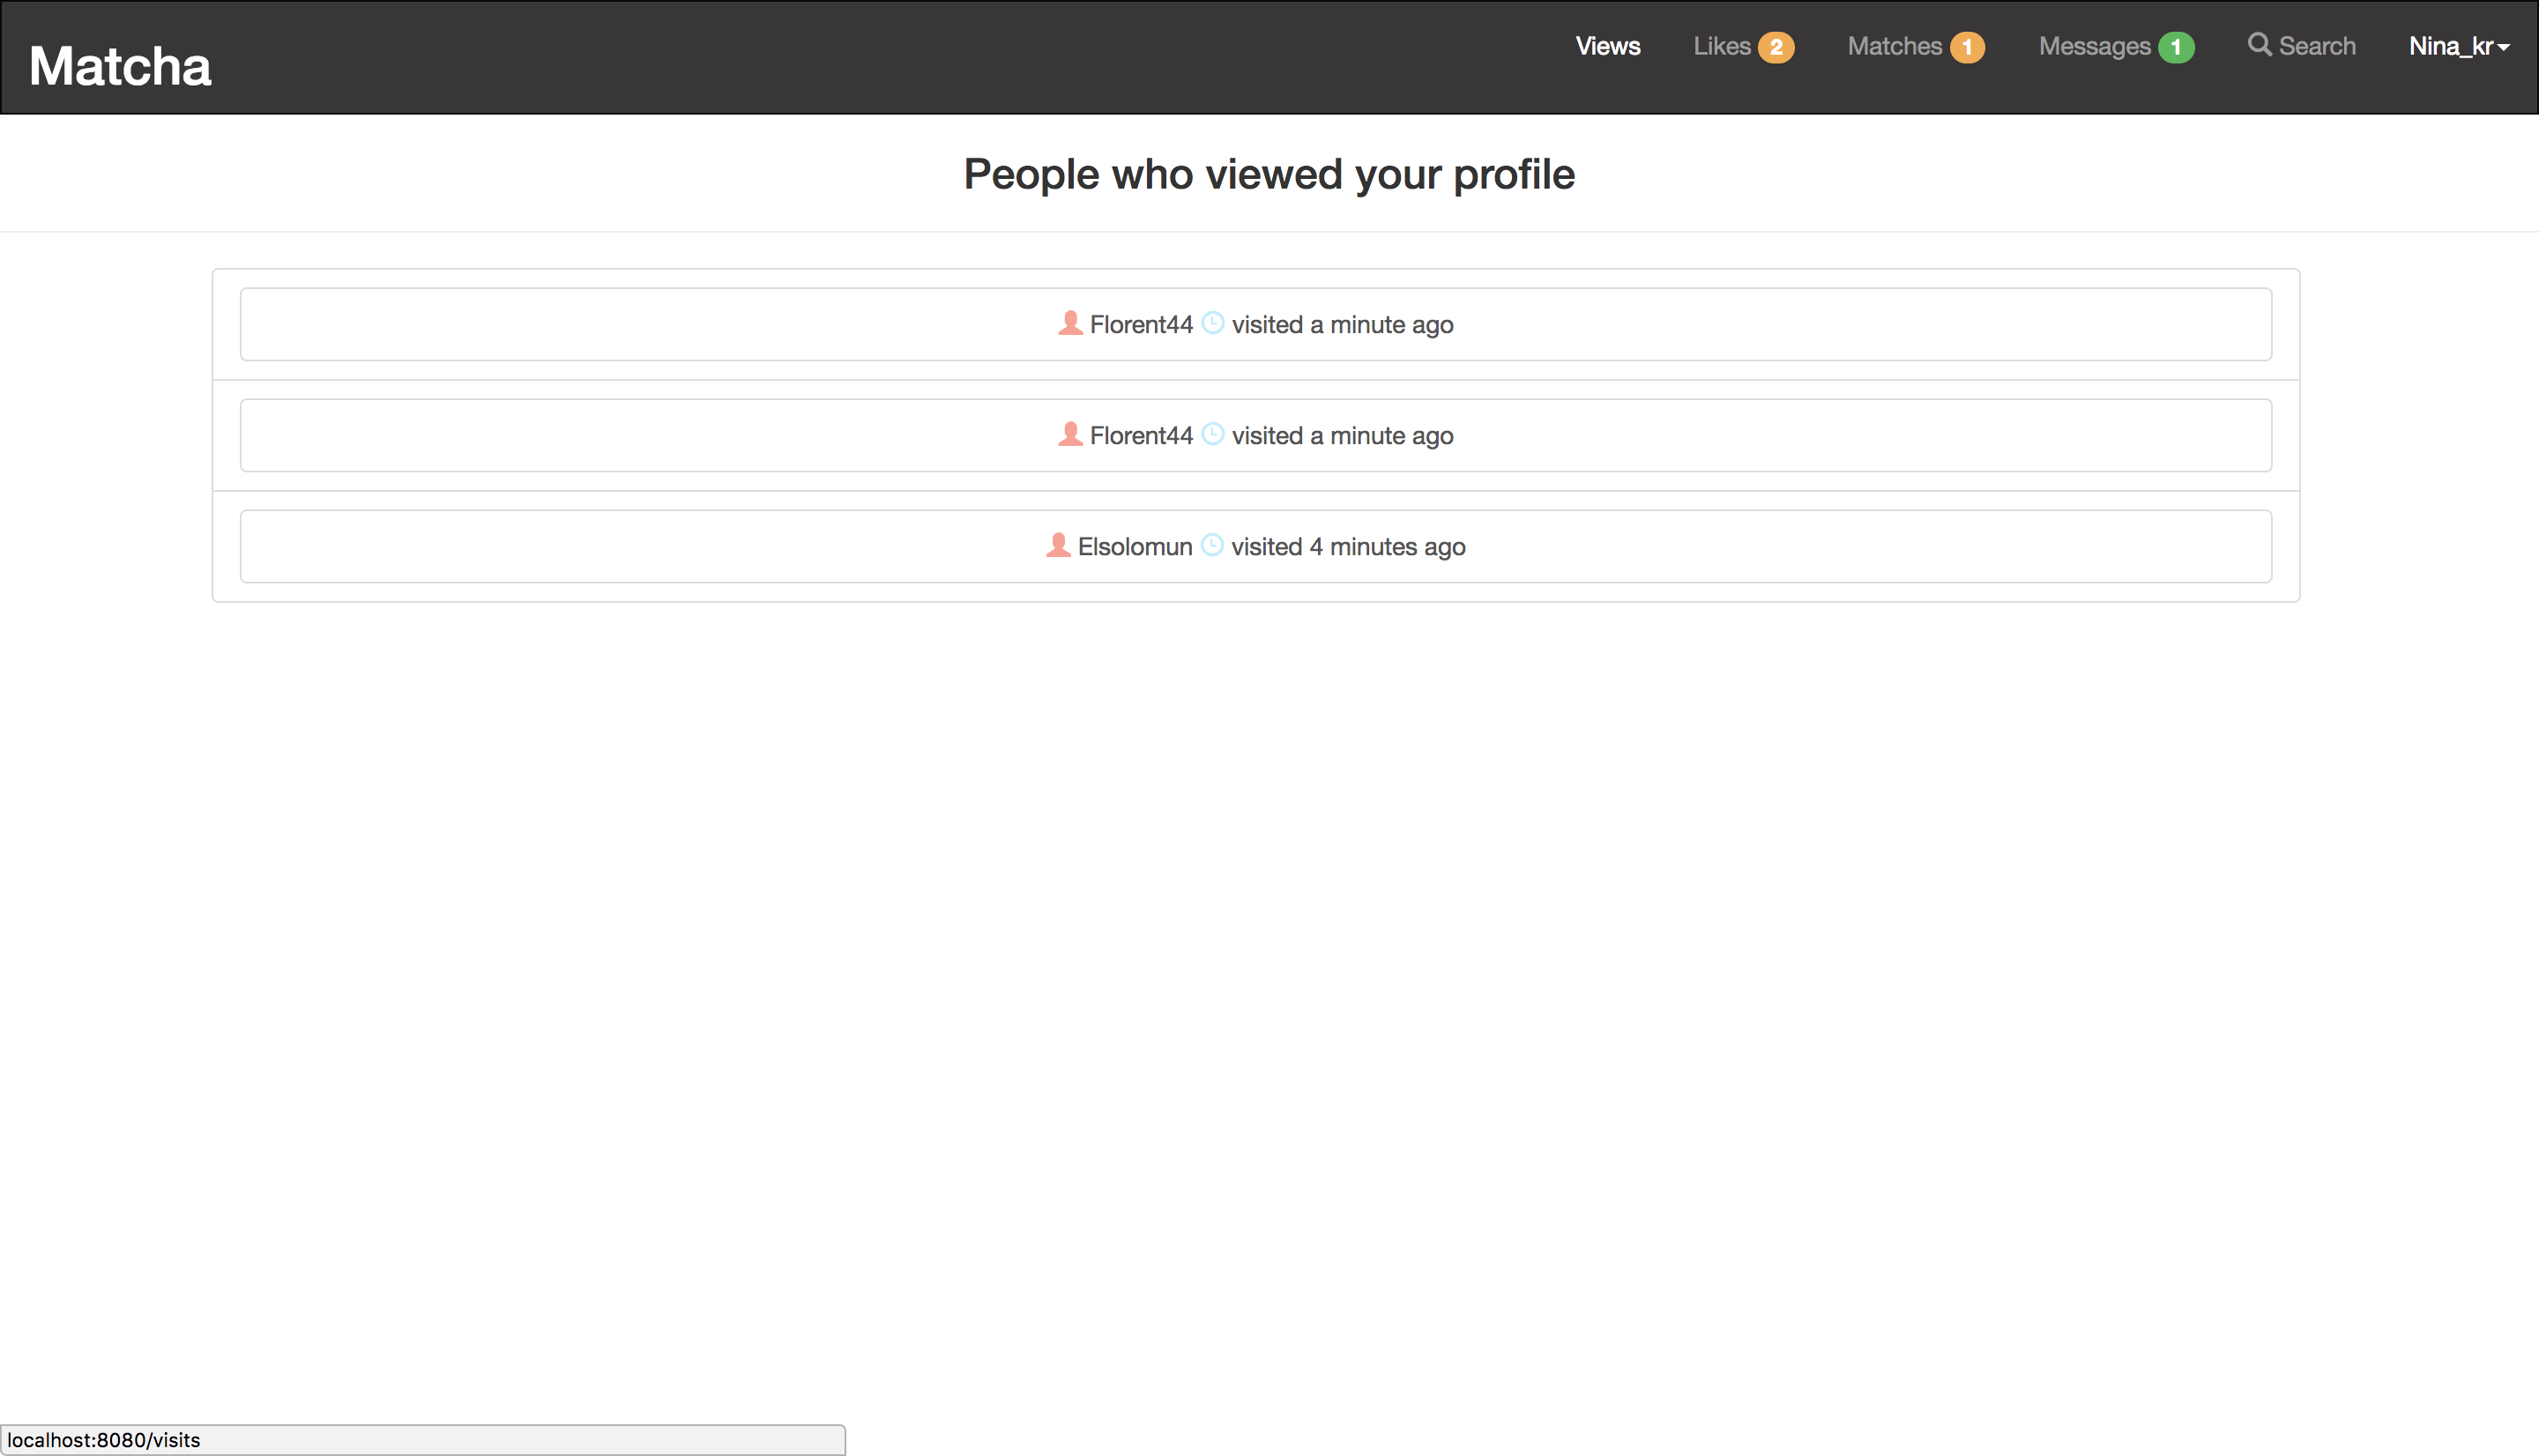 Matcha
Views Likes 2 Matches 1 Messages 1 Search Nina_kr
People who viewed your profile
Florent44 visited a minute ago
Florent44 visited a minute ago
Elsolomun visited 4 minutes ago
localhost:8080/visits